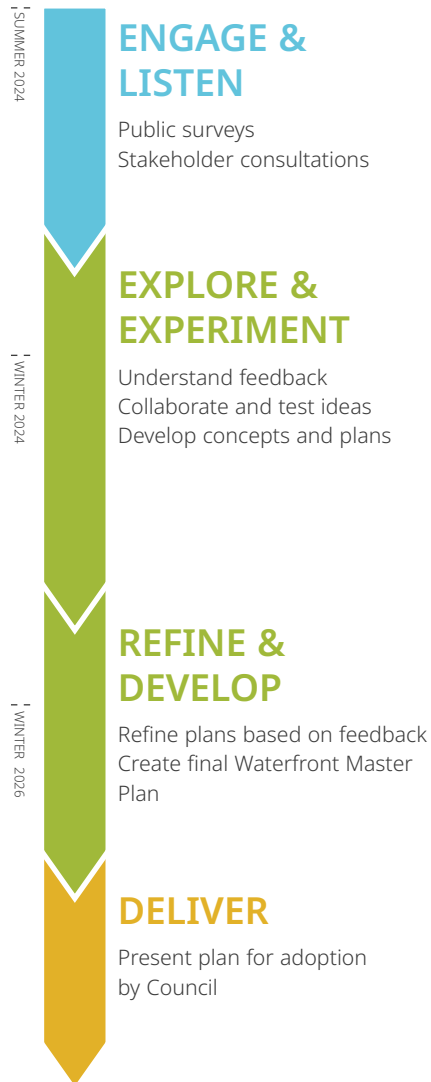 SUMMER 2024
ENGAGE &
LISTEN
Public surveys
Stakeholder consultations
EXPLORE &
EXPERIMENT
WINTER 2024
Understand feedback
Collaborate and test ideas
Develop concepts and plans
REFINE &
DEVELOP
WINTER 2026
Refine plans based on feedback
Create final Waterfront Master
Plan
DELIVER
Present plan for adoption
by Council